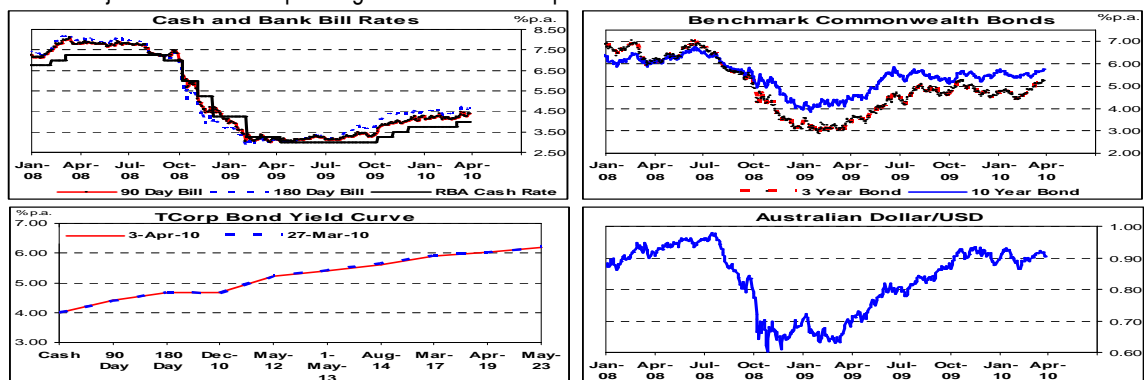 Cash and Bank Bill Rates
%p.a.
8.50
7.50
6.50
5.50
4.50
3.50
2.50
Jan-08 Apr-08 Jul-08 Oct-08 Jan-09 Apr-09 Jul-09 Oct-09 Jan-10 Apr-10
90 Day Bill 180 Day Bill RBA Cash Rate
Benchmark Commonwealth Bonds
%p.a.
7.00
6.00
5.00
4.00
3.00
2.00
Jan-08 Apr-08 Jul-08 Oct-08 Jan-09 Apr-09 Jul-09 Oct-09 Jan-10 Apr-10
3 Year Bond 10 Year Bond
TCorp Bond Yield Curve
%p.a.
7.00
6.00
5.00
4.00
3.00
3-Apr-10 27-Mar-10
Cash 90 Day 180 Day Dec-10 May-12 1-May-13 Aug-14 Mar-17 Apr-19 May-23
Australian Dollar/USD
1.00
0.90
0.80
0.70
0.60
Jan-08 Apr-08 Jul-08 Oct-08 Jan-09 Apr-09 Jul-09 Oct-09 Jan-10 Apr-10